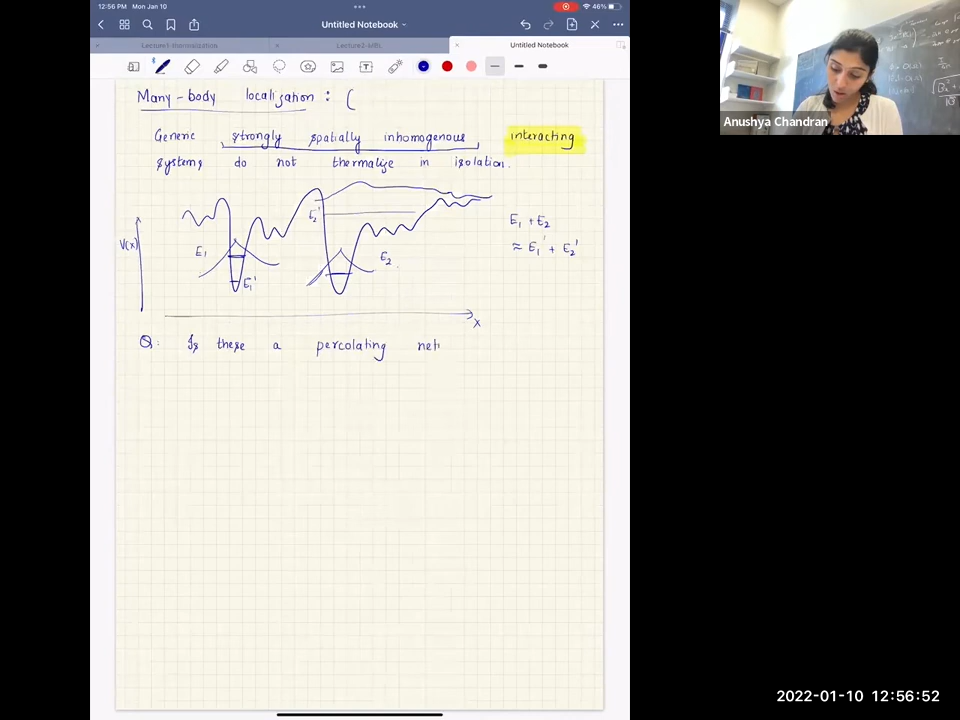 12:56 PM Mon Jan 10
46%
Untitled Notebook
Lecture1-thermalization
Lecture2-MBL
Untitled Notebook
Many-body localisation : (
Generic strongly spatially inhomogenous interacting
systems do not thermalize in isolation.
V(x)
E1
E1'
E2'
E2
E1 + E2
≈ E1' + E2'
x
Q: Is there a percolating net
Anushya Chandran
2022-01-10 12:56:52